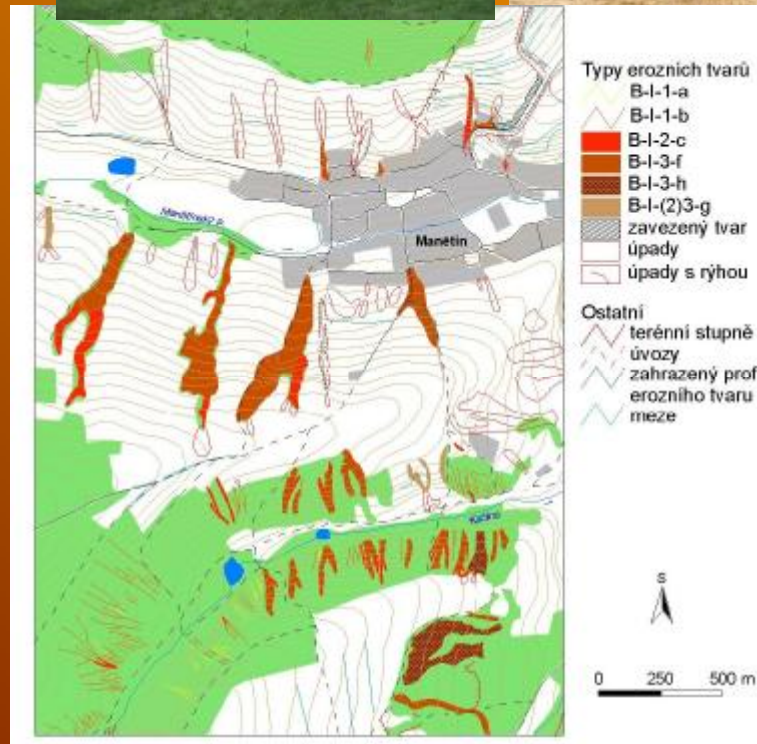 Typy erozních tvarů
B-I-1-a
B-I-1-b
B-I-2-c
B-I-3-f
B-I-3-h
B-I-(2)3-g
zavezený tvar
úpady
úpady s rýhou
Ostatní
terénní stupně
úvozy
zahrazený prof
erozního tvaru
meze
Manětín
S
0 250 500 m